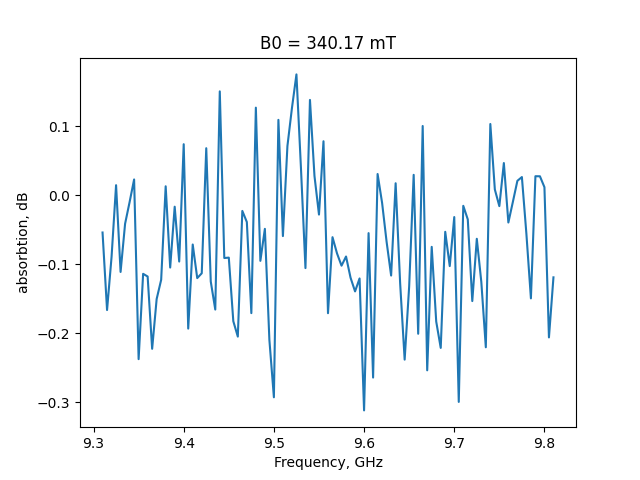 B0 = 340.17 mT
absorbtion, dB
0.1
0.0
−0.1
−0.2
−0.3
9.3 9.4 9.5 9.6 9.7 9.8
Frequency, GHz